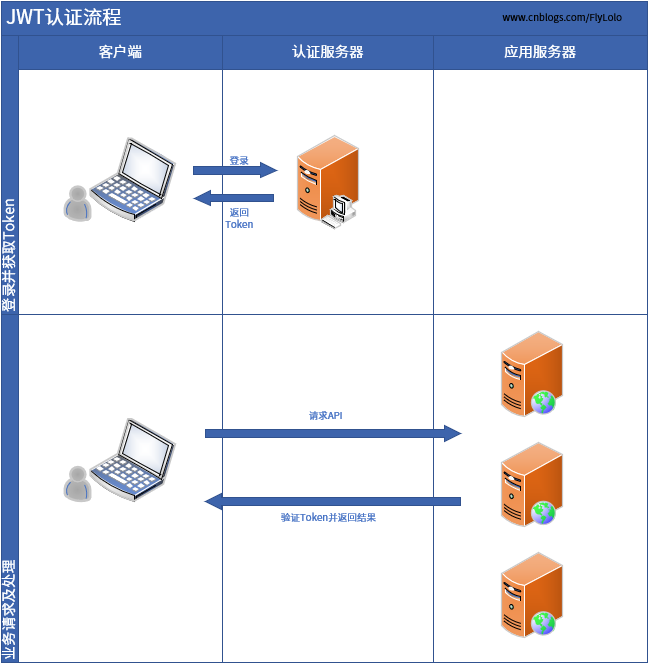 JWT认证流程
www.cnblogs.com/FlyLolo
客户端
认证服务器
应用服务器
登录并获取Token
登录
返回
Token
业务请求及处理
请求API
验证Token并返回结果